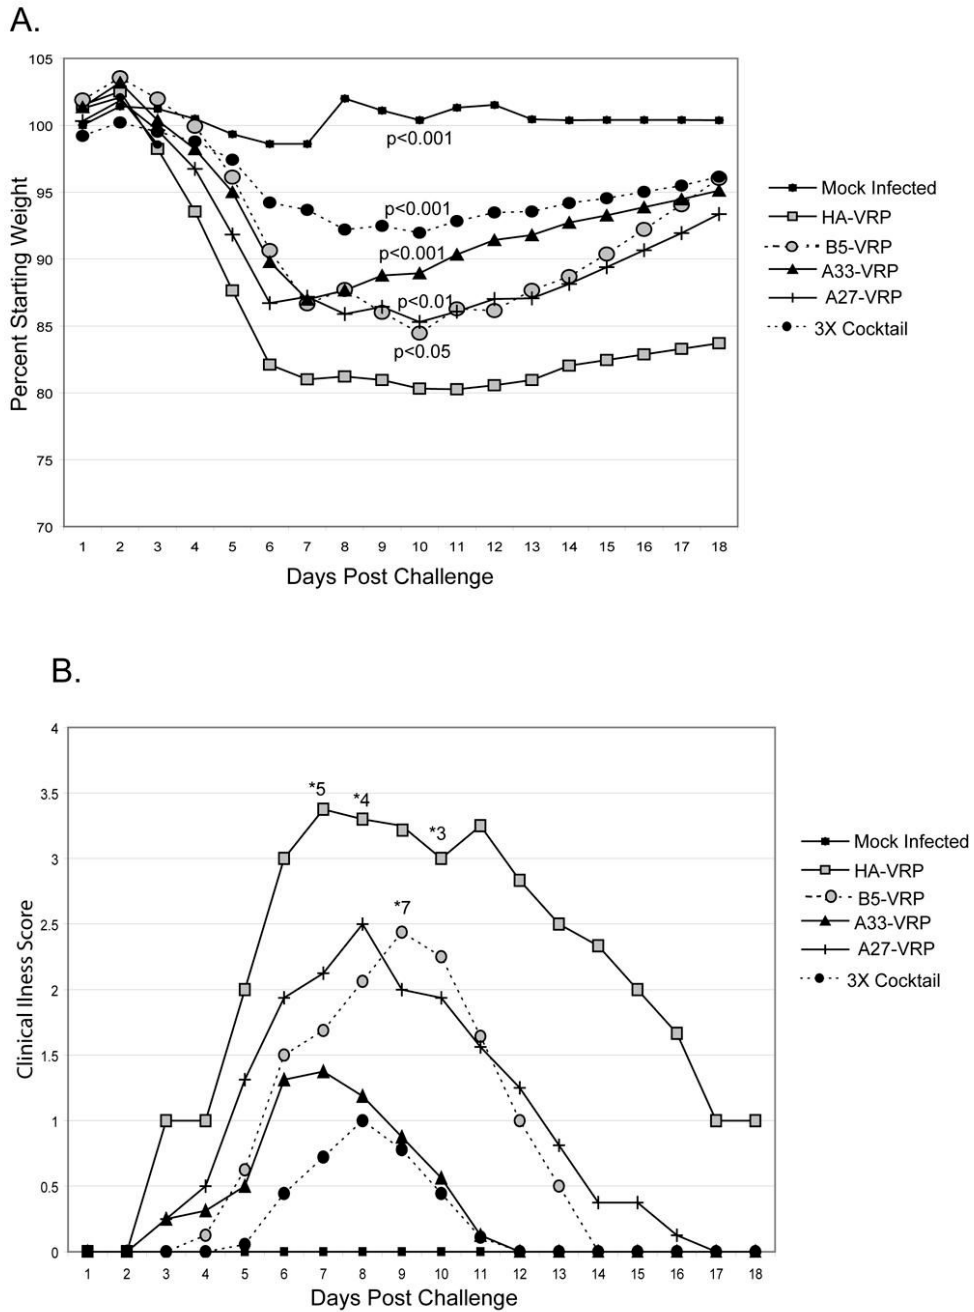 A.
105
100
95
90
85
80
75
70
Percent Starting Weight
p<0.001
p<0.001
p<0.001
p<0.01
p<0.05
1 2 3 4 5 6 7 8 9 10 11 12 13 14 15 16 17 18
Days Post Challenge
Mock Infected
HA-VRP
B5-VRP
A33-VRP
A27-VRP
3X Cocktail
B.
4
3.5
3
2.5
2
1.5
1
0.5
0
Clinical Illness Score
*5
*4
*3
*7
1 2 3 4 5 6 7 8 9 10 11 12 13 14 15 16 17 18
Days Post Challenge
Mock Infected
HA-VRP
B5-VRP
A33-VRP
A27-VRP
3X Cocktail